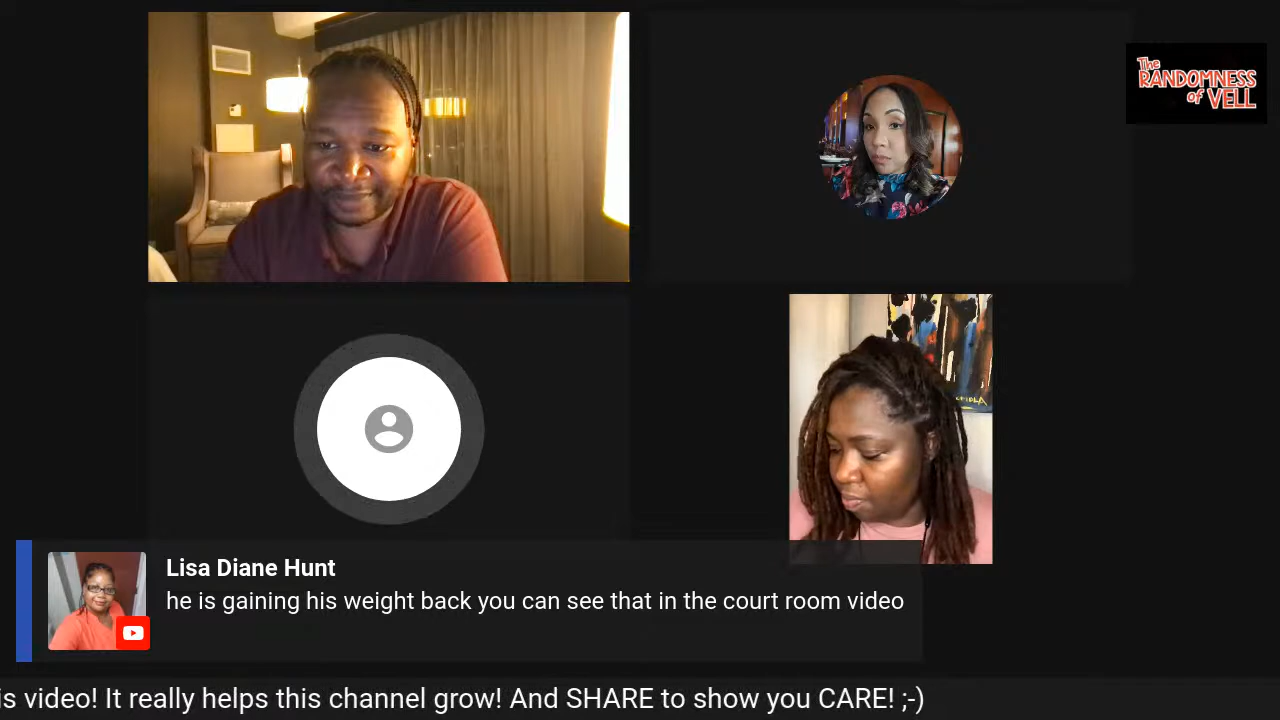 The
RANDOMNESS
of VELL
Lisa Diane Hunt
he is gaining his weight back you can see that in the court room video
is video! It really helps this channel grow! And SHARE to show you CARE! ;-)